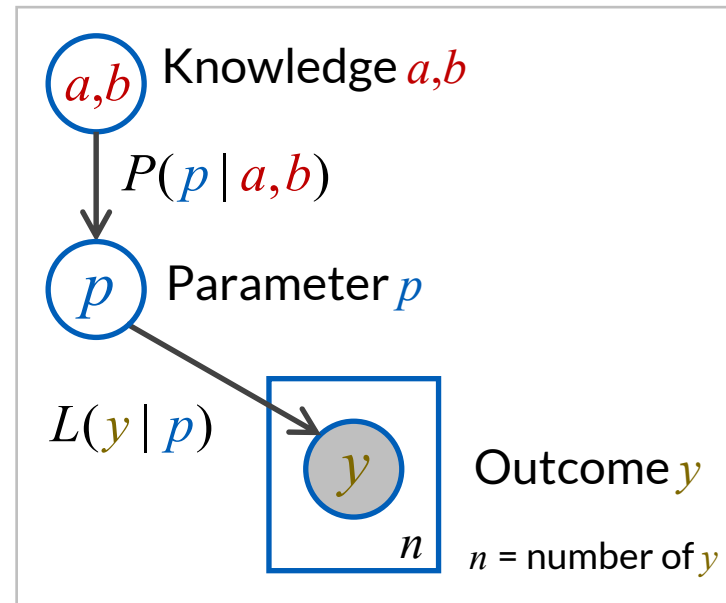 a,b
Knowledge a,b
P(p | a,b)
p
Parameter p
L(y | p)
y
Outcome y
n
n = number of y